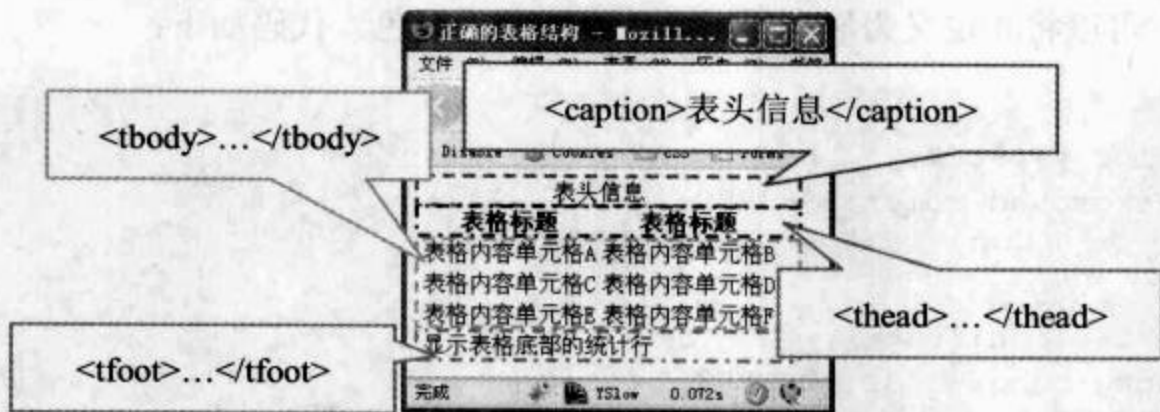 正确的表格结构 - Mozill...
文件
<caption>表头信息</caption>
<tbody>…</tbody>
Disable Cookies CSS Forms
表头信息
表格标题 表格标题
表格内容单元格A 表格内容单元格B
表格内容单元格C 表格内容单元格D
表格内容单元格E 表格内容单元格F
<thead>…</thead>
显示表格底部的统计行
<tfoot>…</tfoot>
完成 YSlow 0.072s